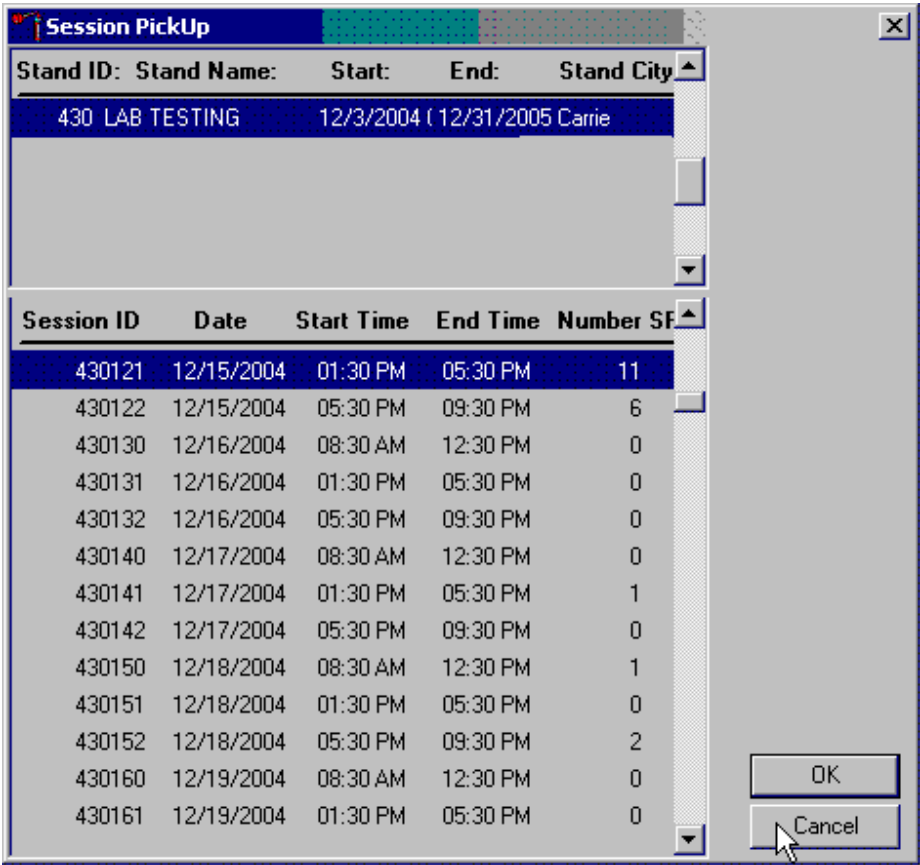 Session PickUp
Stand ID: Stand Name: Start: End: Stand City
430 LAB TESTING 12/3/2004 ( 12/31/2005 Carrie
Session ID Date Start Time End Time Number SF
430121 12/15/2004 01:30 PM 05:30 PM 11
430122 12/15/2004 05:30 PM 09:30 PM 6
430130 12/16/2004 08:30 AM 12:30 PM 0
430131 12/16/2004 01:30 PM 05:30 PM 0
430132 12/16/2004 05:30 PM 09:30 PM 0
430140 12/17/2004 08:30 AM 12:30 PM 0
430141 12/17/2004 01:30 PM 05:30 PM 1
430142 12/17/2004 05:30 PM 09:30 PM 0
430150 12/18/2004 08:30 AM 12:30 PM 1
430151 12/18/2004 01:30 PM 05:30 PM 0
430152 12/18/2004 05:30 PM 09:30 PM 2
430160 12/19/2004 08:30 AM 12:30 PM 0
430161 12/19/2004 01:30 PM 05:30 PM 0
OK
Cancel